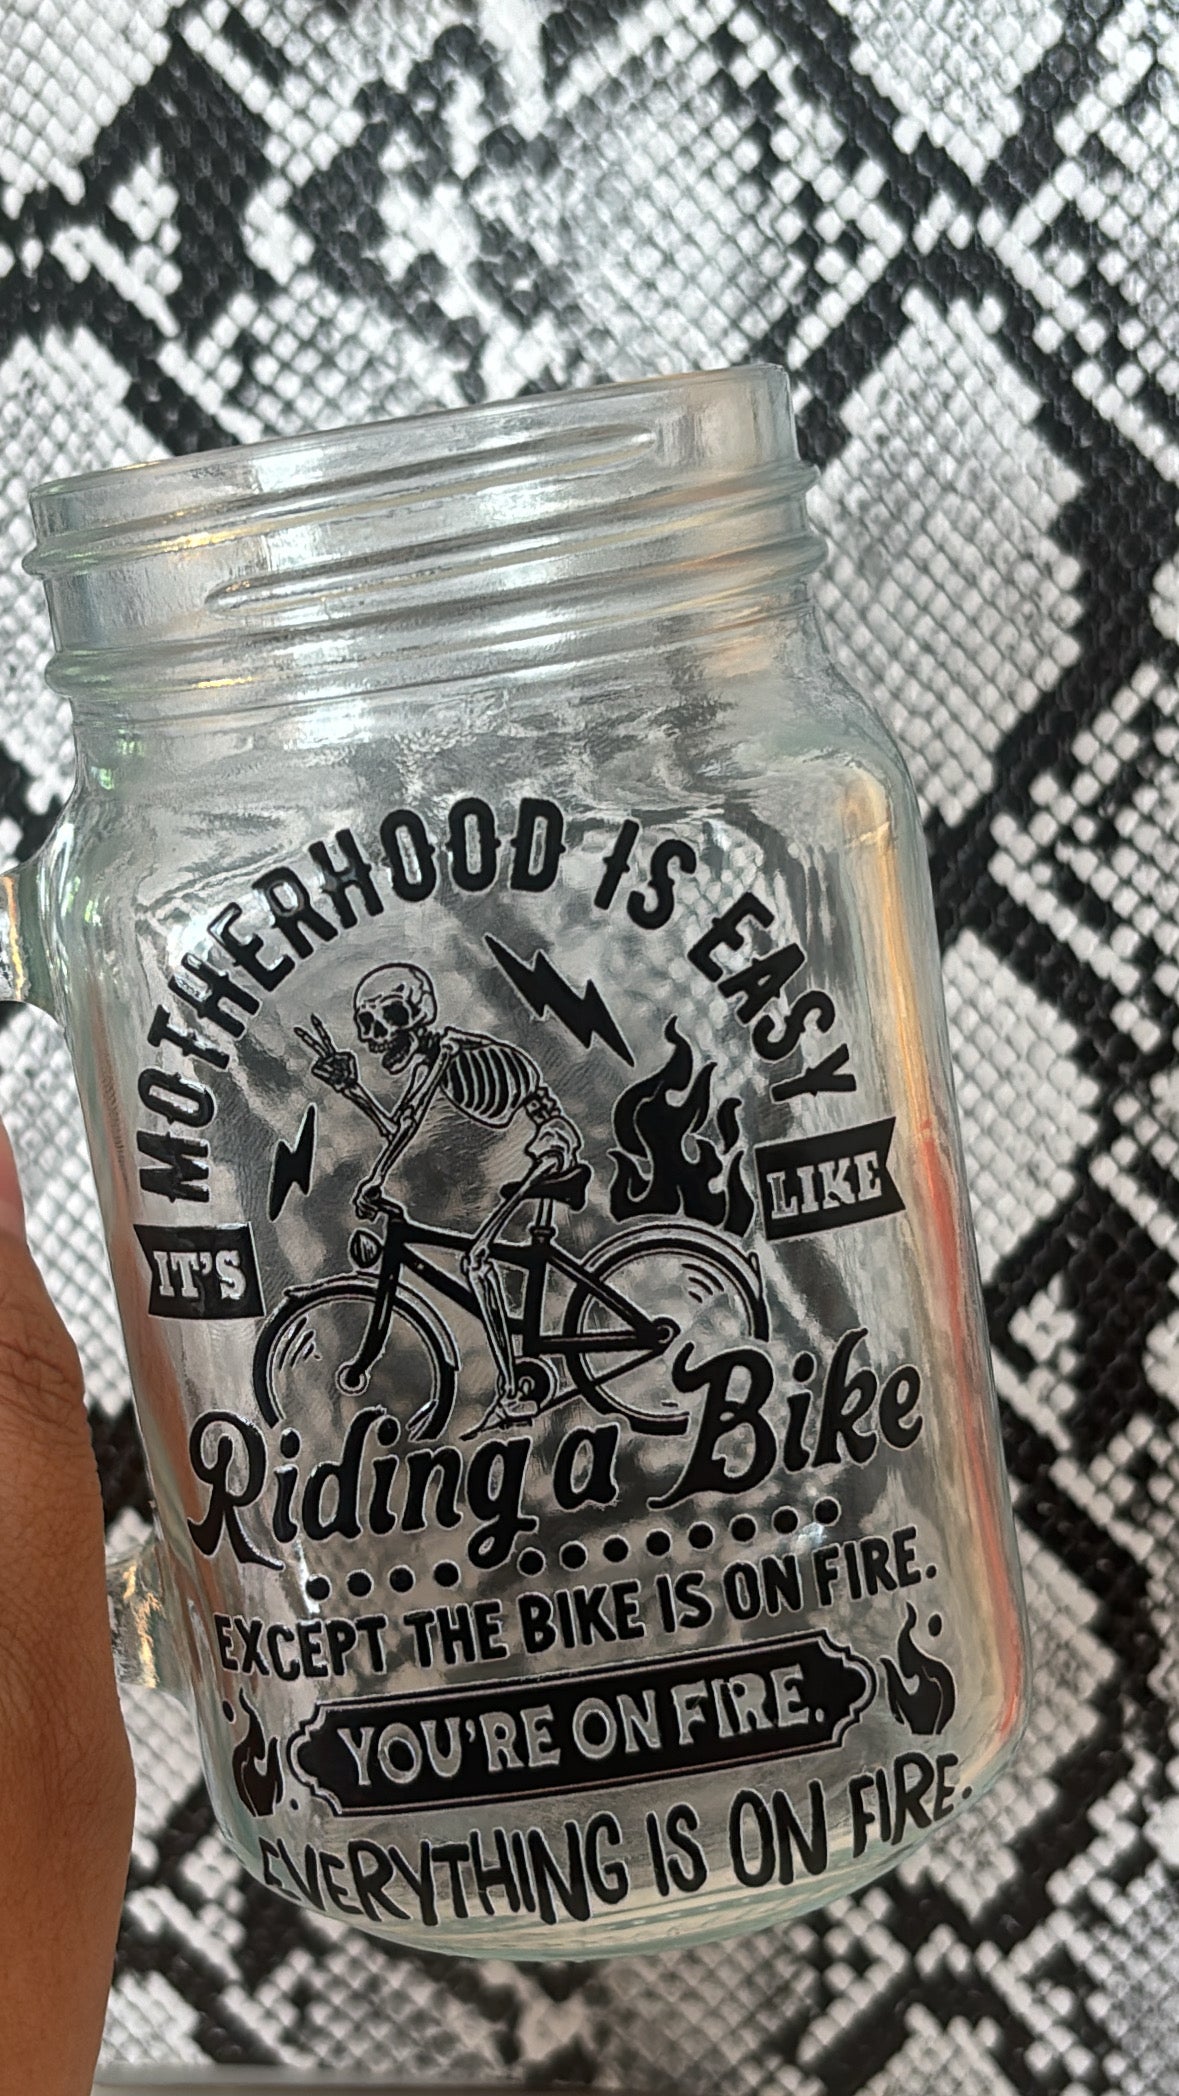 MOTHERHOOD IS EASY
IT'S
LIKE
Riding a Bike
EXCEPT THE BIKE IS ON FIRE.
YOU'RE ON FIRE.
EVERYTHING IS ON FIRE.